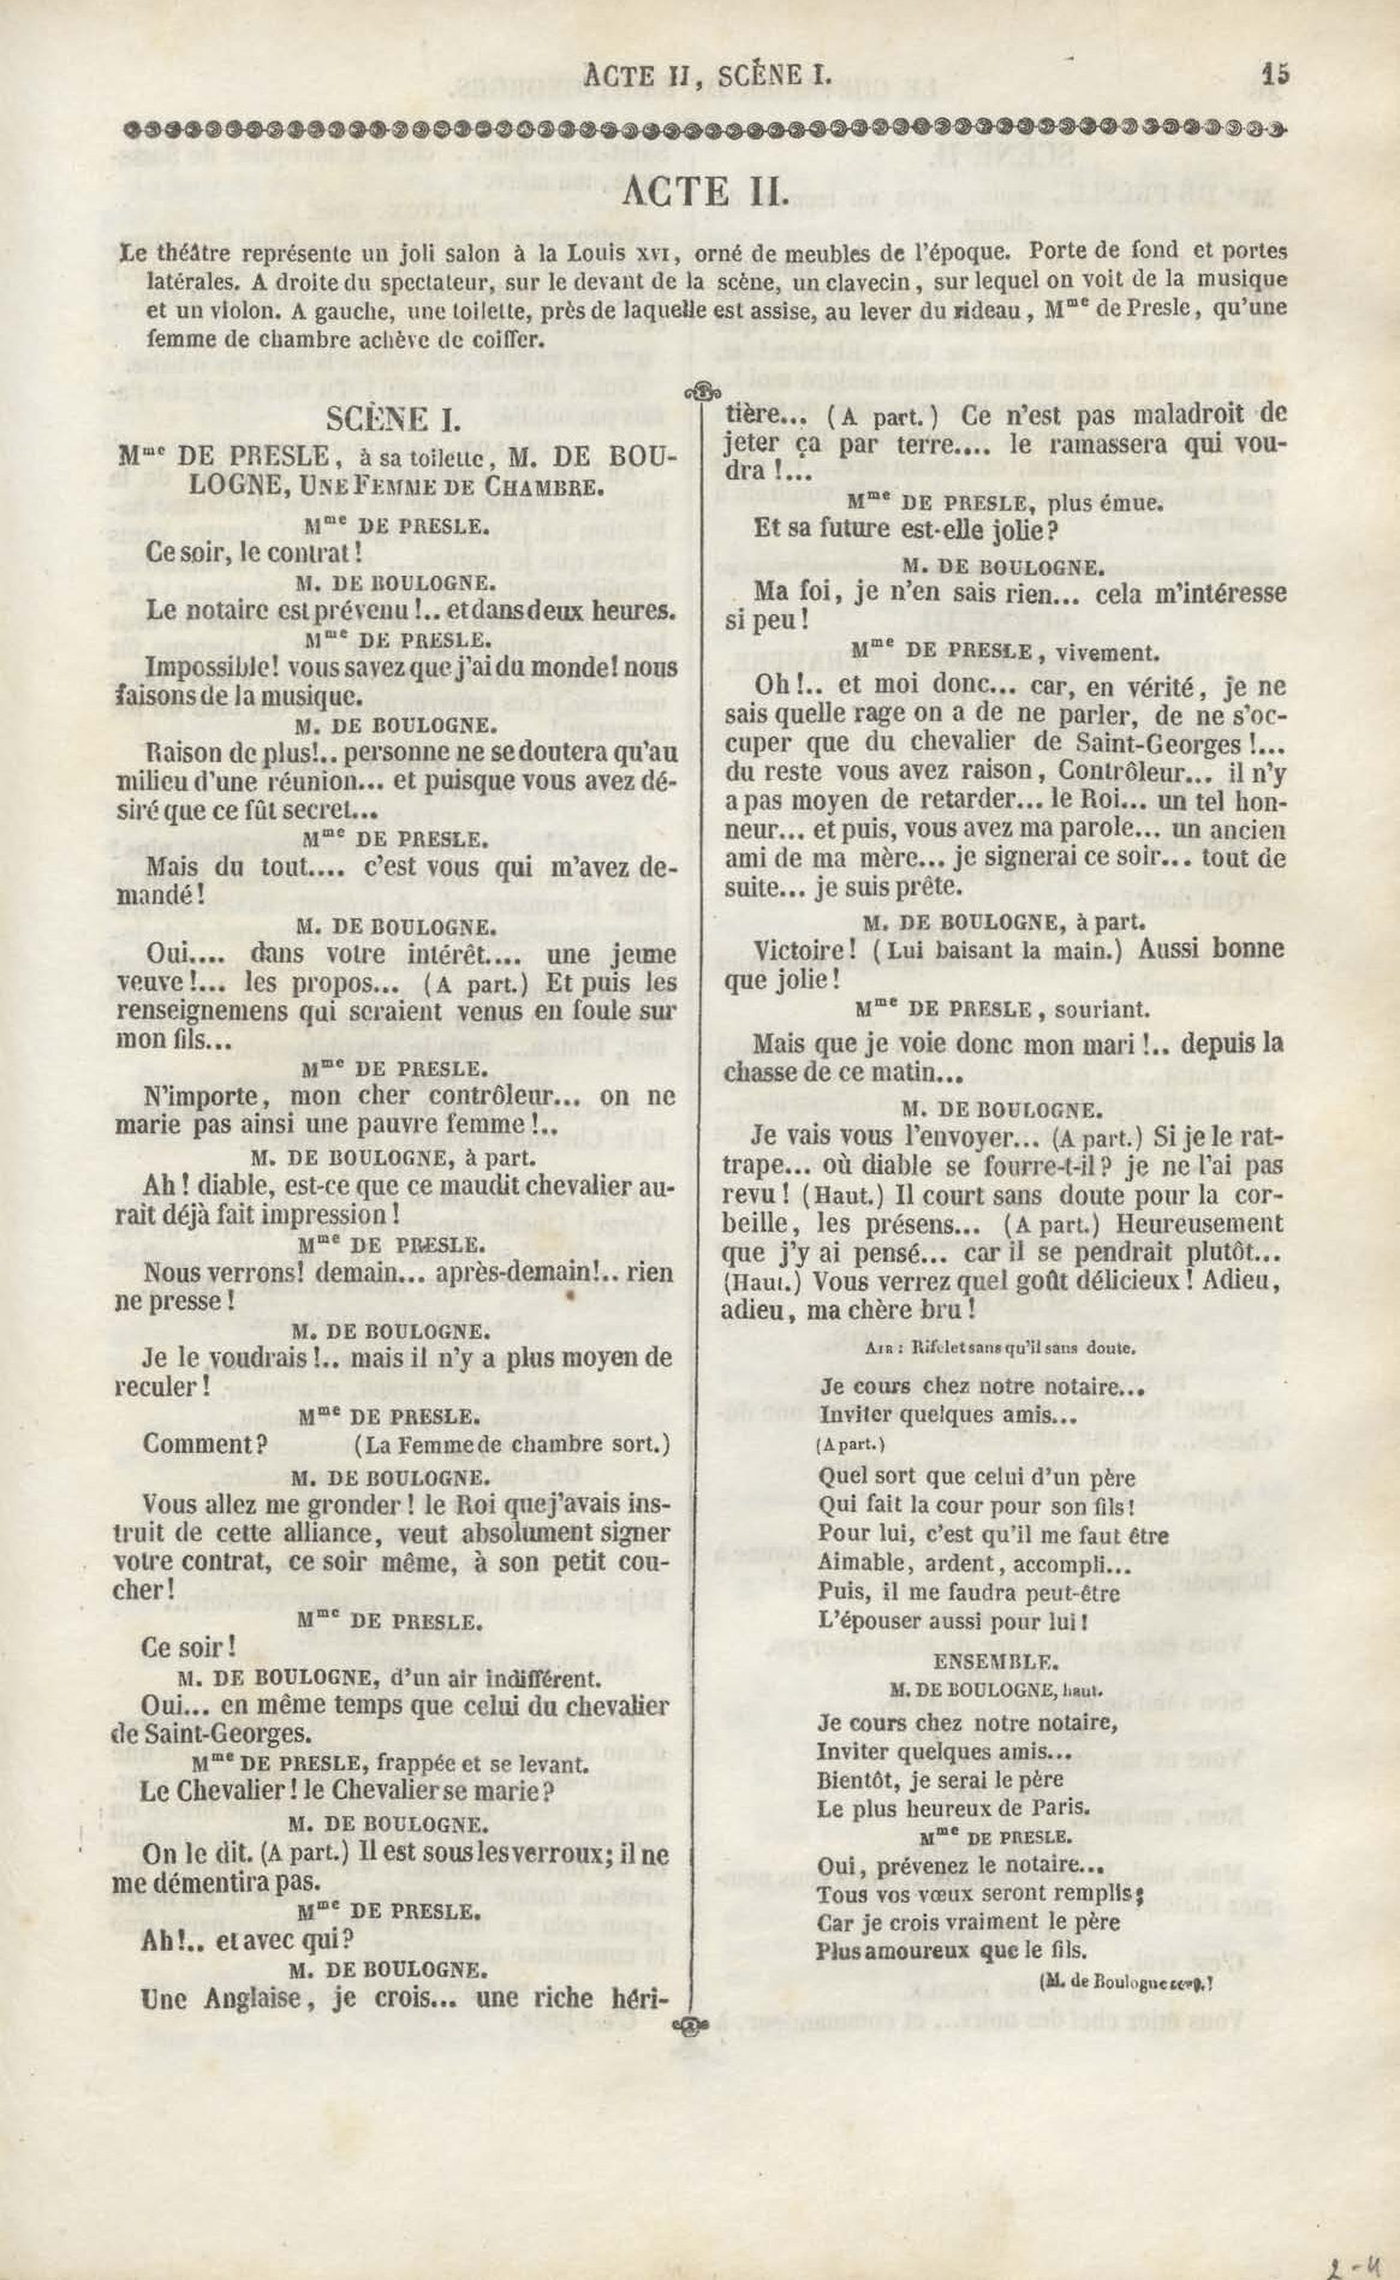 ACTE II, SCÈNE I. 15
ACTE II.
Le théâtre représente un joli salon à la Louis XVI, orné de meubles de l'époque. Porte de fond et portes
latérales. A droite du spectateur, sur le devant de la scène, un clavecin, sur lequel on voit de la musique
et un violon. A gauche, une toilette, près de laquelle est assise, au lever du rideau, Mme de Presle, qu'une
femme de chambre achève de coiffer.
SCÈNE I.
Mme DE PRESLE, à sa toilette, M. DE BOU-
LOGNE, UNE FEMME DE CHAMBRE.
Mme DE PRESLE.
Ce soir, le contrat !
M. DE BOULOGNE.
Le notaire est prévenu !.. et dans deux heures.
Mme DE PRESLE.
Impossible! vous savez que j'ai du monde! nous
faisons de la musique.
M. DE BOULOGNE.
Raison de plus!.. personne ne se doutera qu'au
milieu d'une réunion... et puisque vous avez dé-
siré que ce fût secret...
Mme DE PRESLE.
Mais du tout.... c'est vous qui m'avez de-
mandé !
M. DE BOULOGNE.
Oui.... dans votre intérêt.... une jeune
veuve !... les propos... (A part.) Et puis les
renseignemens qui seraient venus en foule sur
mon fils...
Mme DE PRESLE.
N'importe, mon cher contrôleur... on ne
marie pas ainsi une pauvre femme !..
M. DE BOULOGNE, à part.
Ah ! diable, est-ce que ce maudit chevalier au-
rait déjà fait impression !
Mme DE PRESLE.
Nous verrons! demain... après-demain!.. rien
ne presse !
M. DE BOULOGNE.
Je le voudrais !.. mais il n'y a plus moyen de
reculer !
Mme DE PRESLE.
Comment ? (La Femme de chambre sort.)
M. DE BOULOGNE.
Vous allez me gronder ! le Roi que j'avais ins-
truit de cette alliance, veut absolument signer
votre contrat, ce soir même, à son petit cou-
cher !
Mme DE PRESLE.
Ce soir !
M. DE BOULOGNE, d'un air indifférent.
Oui... en même temps que celui du chevalier
de Saint-Georges.
Mme DE PRESLE, frappée et se levant.
Le Chevalier ! le Chevalier se marie ?
M. DE BOULOGNE.
On le dit. (A part.) Il est sous les verroux; il ne
me démentira pas.
Mme DE PRESLE.
Ah !.. et avec qui ?
M. DE BOULOGNE.
Une Anglaise, je crois... une riche héri-
tière... (A part.) Ce n'est pas maladroit de
jeter ça par terre.... le ramassera qui vou-
dra !...
Mme DE PRESLE, plus émue.
Et sa future est-elle jolie ?
M. DE BOULOGNE.
Ma foi, je n'en sais rien... cela m'intéresse
si peu !
Mme DE PRESLE, vivement.
Oh !.. et moi donc... car, en vérité, je ne
sais quelle rage on a de ne parler, de ne s'oc-
cuper que du chevalier de Saint-Georges !...
du reste vous avez raison, Contrôleur... il n'y
a pas moyen de retarder... le Roi... un tel hon-
neur... et puis, vous avez ma parole... un ancien
ami de ma mère... je signerai ce soir... tout de
suite... je suis prête.
M. DE BOULOGNE, à part.
Victoire ! (Lui baisant la main.) Aussi bonne
que jolie !
Mme DE PRESLE, souriant.
Mais que je voie donc mon mari !.. depuis la
chasse de ce matin...
M. DE BOULOGNE.
Je vais vous l'envoyer... (A part.) Si je le rat-
trape... où diable se fourre-t-il ? je ne l'ai pas
revu ! (Haut.) Il court sans doute pour la cor-
beille, les présens... (A part.) Heureusement
que j'y ai pensé... car il se pendrait plutôt...
(Haut.) Vous verrez quel goût délicieux ! Adieu,
adieu, ma chère bru !
AIR : Rifolet sans qu'il sans doute.
Je cours chez notre notaire...
Inviter quelques amis...
(A part.)
Quel sort que celui d'un père
Qui fait la cour pour son fils !
Pour lui, c'est qu'il me faut être
Aimable, ardent, accompli...
Puis, il me faudra peut-être
L'épouser aussi pour lui !
ENSEMBLE.
M. DE BOULOGNE, haut.
Je cours chez notre notaire,
Inviter quelques amis...
Bientôt, je serai le père
Le plus heureux de Paris.
Mme DE PRESLE.
Oui, prévenez le notaire...
Tous vos vœux seront remplis;
Car je crois vraiment le père
Plus amoureux que le fils.
(M. de Boulogne
2-4